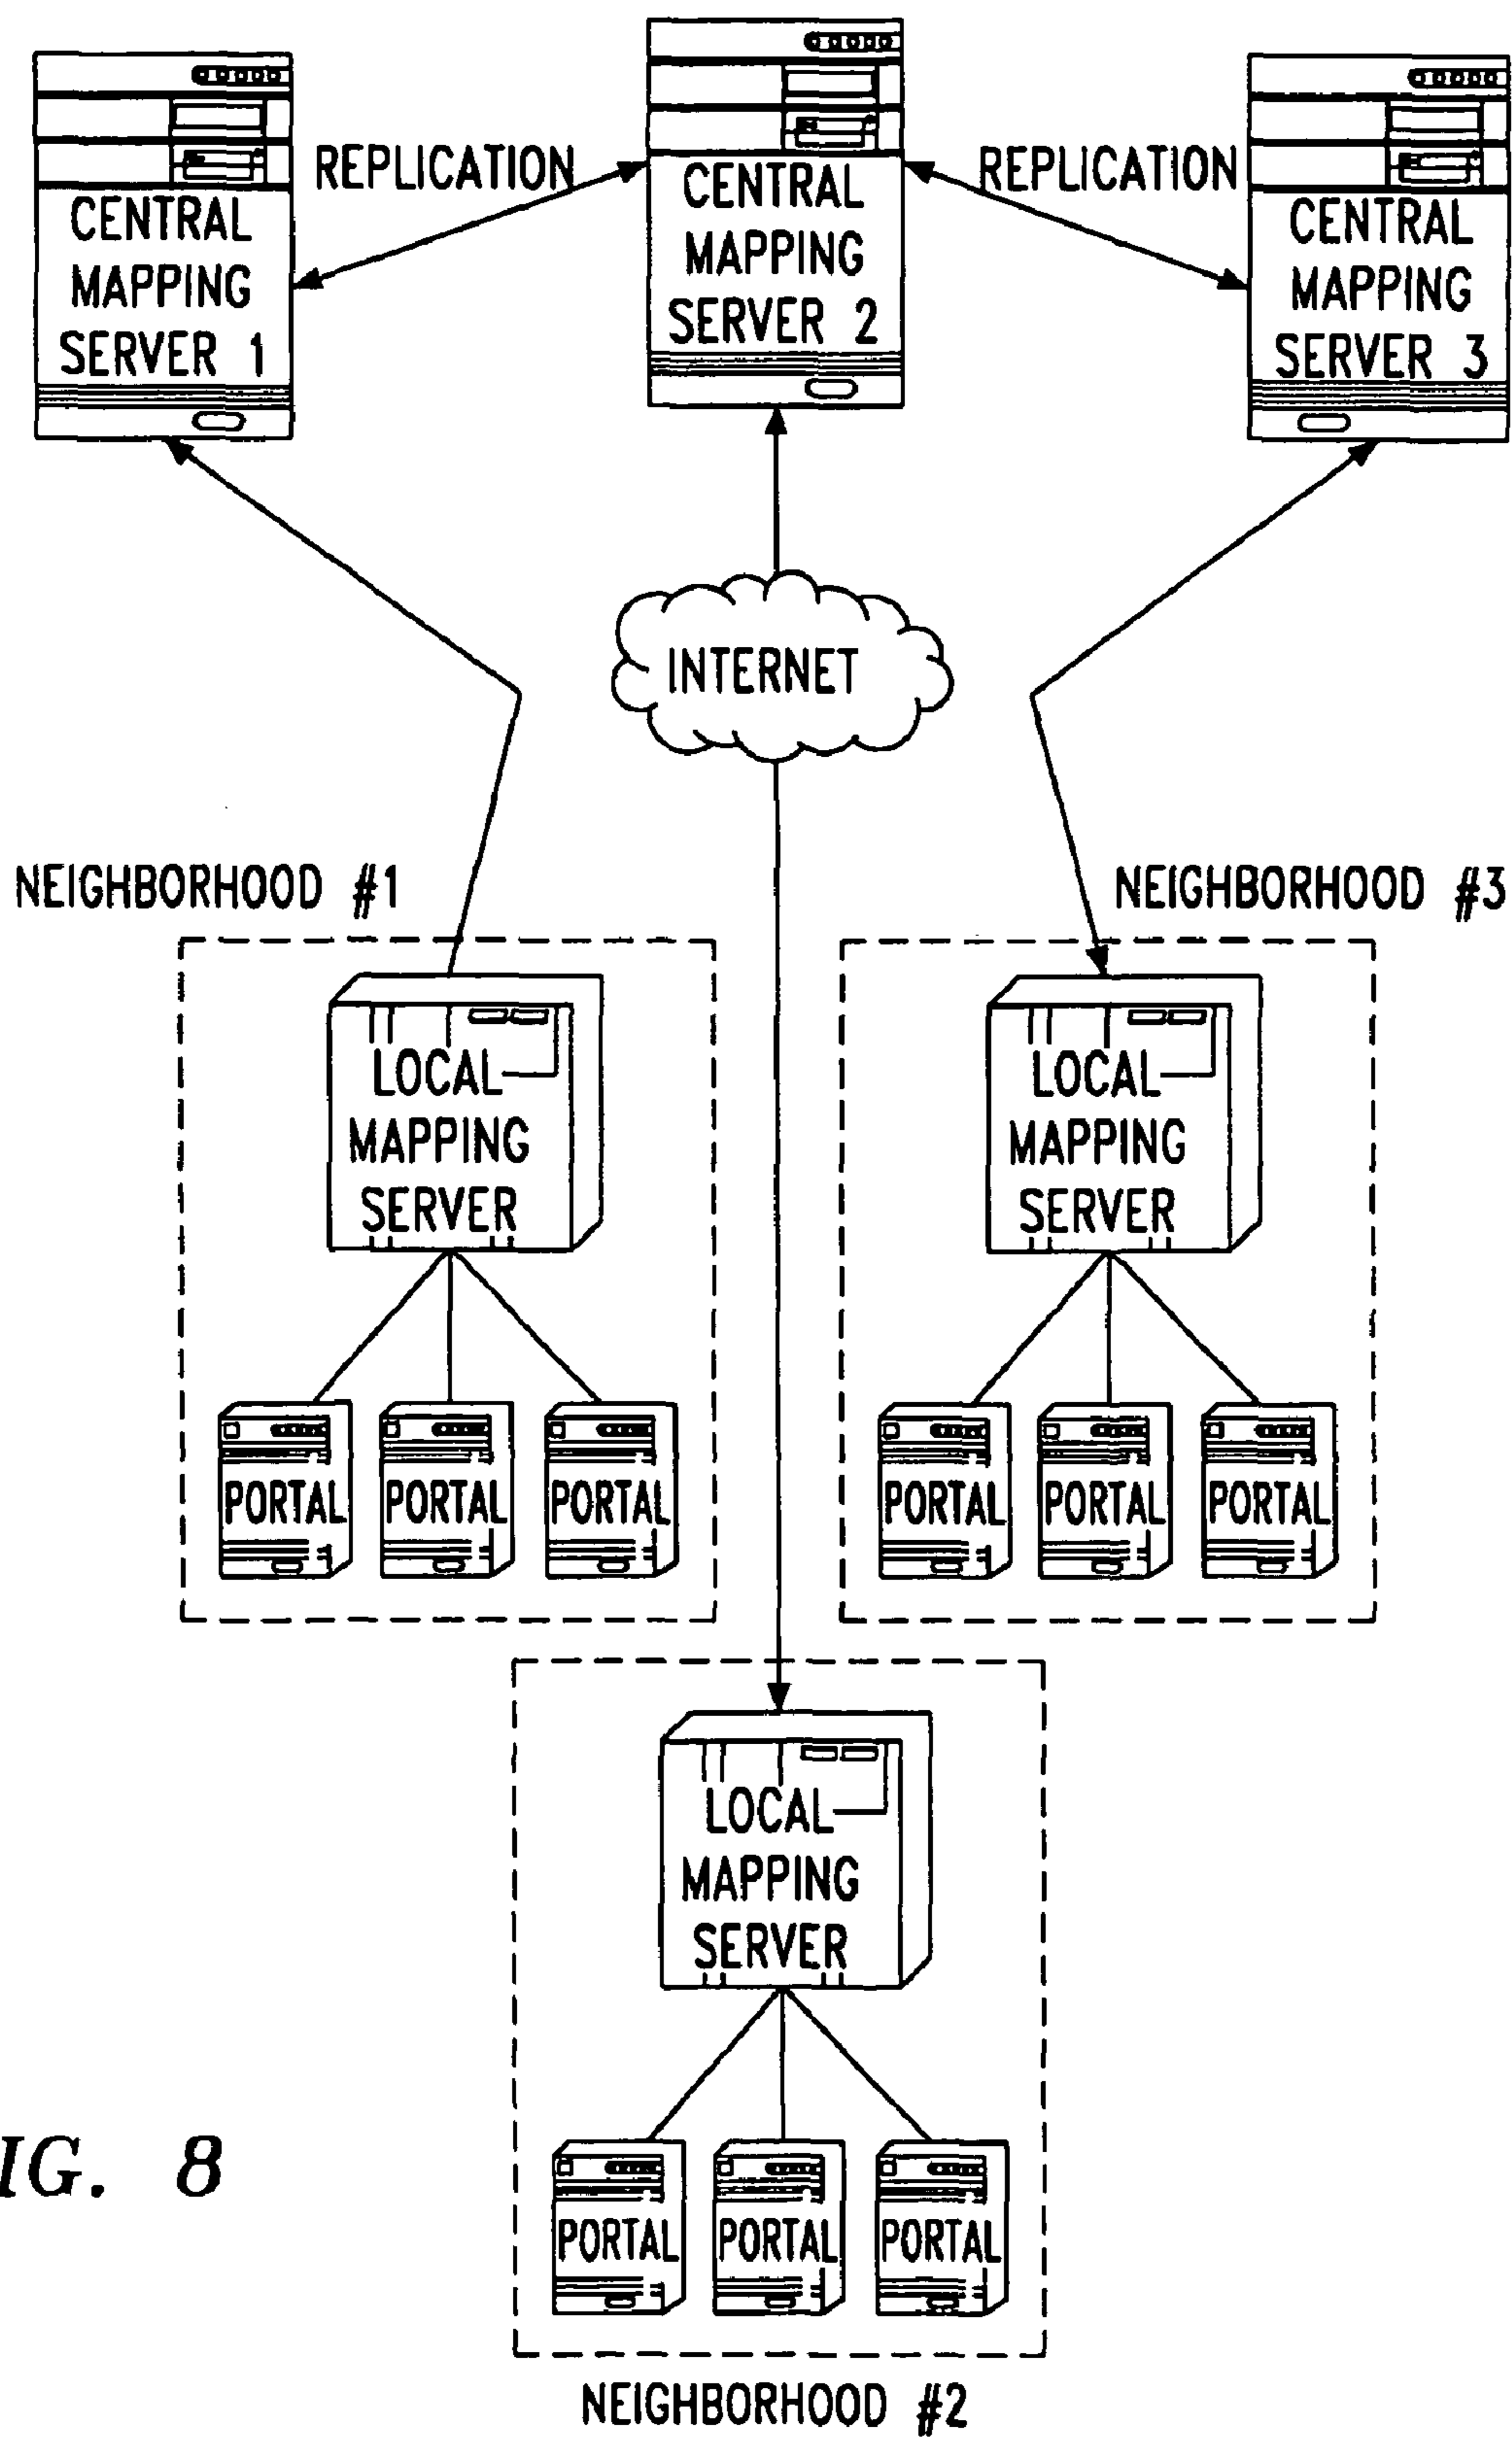 REPLICATION
REPLICATION
CENTRAL
MAPPING
SERVER 1
CENTRAL
MAPPING
SERVER 2
CENTRAL
MAPPING
SERVER 3
INTERNET
NEIGHBORHOOD #1
NEIGHBORHOOD #3
LOCAL
MAPPING
SERVER
LOCAL
MAPPING
SERVER
PORTAL
PORTAL
PORTAL
PORTAL
PORTAL
PORTAL
LOCAL
MAPPING
SERVER
PORTAL
PORTAL
PORTAL
IG. 8
NEIGHBORHOOD #2